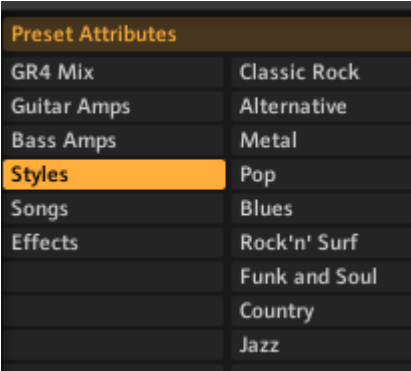 Preset Attributes
GR4 Mix
Guitar Amps
Bass Amps
Styles
Songs
Effects
Classic Rock
Alternative
Metal
Pop
Blues
Rock'n' Surf
Funk and Soul
Country
Jazz